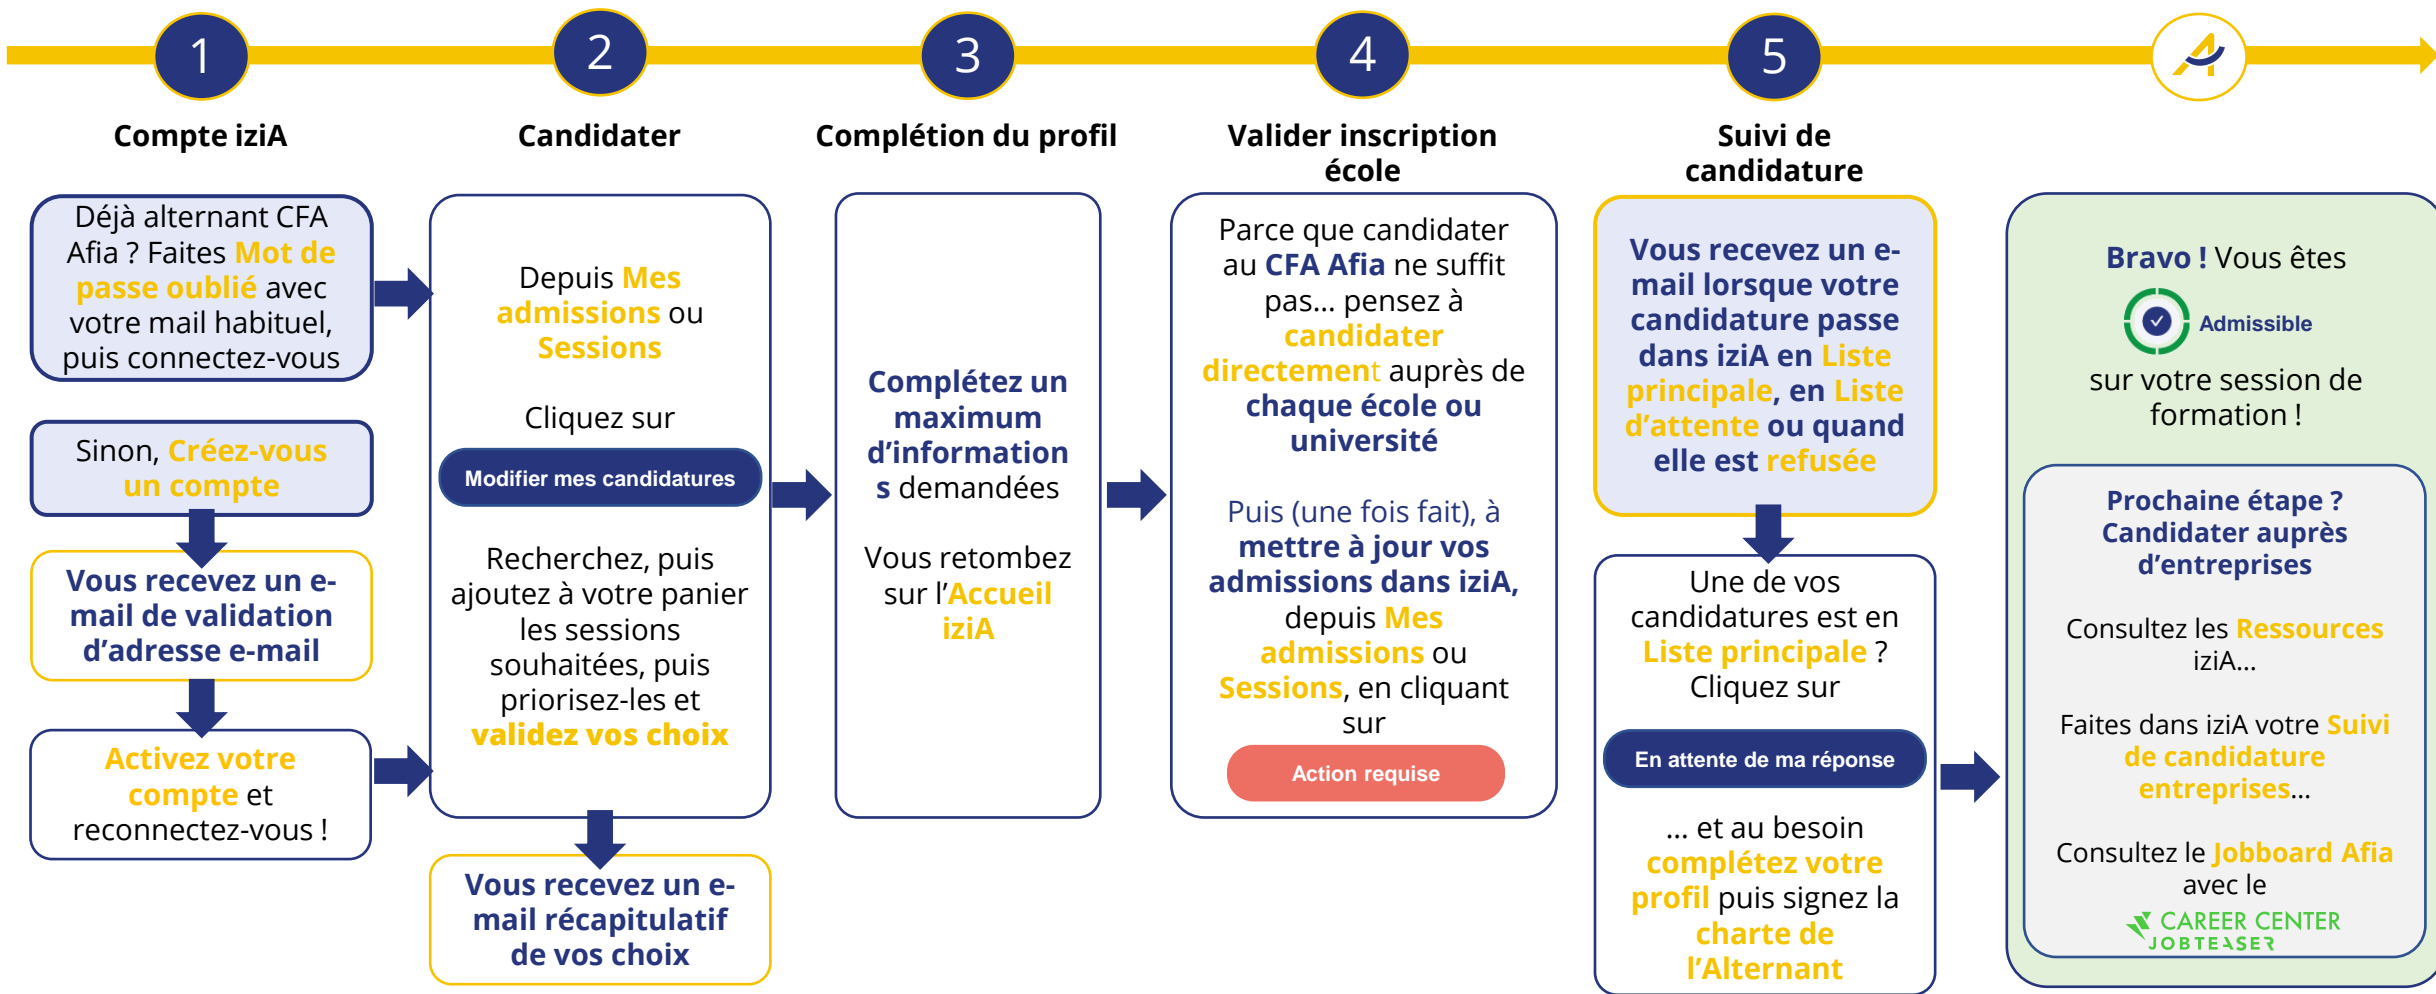 1
2
3
4
5
Compte iziA
Déjà alternant CFA
Afia ? Faites Mot de
passe oublié avec
votre mail habituel,
puis connectez-vous
Sinon, Créez-vous
un compte
Vous recevez un e-
mail de validation
d’adresse e-mail
Activez votre
compte et
reconnectez-vous !
Candidater
Depuis Mes
admissions ou
Sessions
Cliquez sur
Modifier mes candidatures
Recherchez, puis
ajoutez à votre panier
les sessions
souhaitées, puis
priorisez-les et
validez vos choix
Vous recevez un e-
mail récapitulatif
de vos choix
Complétion du profil
Complétez un
maximum
d’information
s demandées
Vous retombez
sur l’Accueil
iziA
Valider inscription
école
Parce que candidater
au CFA Afia ne suffit
pas… pensez à
candidater
directement auprès de
chaque école ou
université
Puis (une fois fait), à
mettre à jour vos
admissions dans iziA,
depuis Mes
admissions ou
Sessions, en cliquant
sur
Action requise
Suivi de
candidature
Vous recevez un e-
mail lorsque votre
candidature passe
dans iziA en Liste
principale, en Liste
d’attente ou quand
elle est refusée
Une de vos
candidatures est en
Liste principale ?
Cliquez sur
En attente de ma réponse
… et au besoin
complétez votre
profil puis signez la
charte de
l’Alternant
Bravo ! Vous êtes
Admissible
sur votre session de
formation !
Prochaine étape ?
Candidater auprès
d’entreprises
Consultez les Ressources
iziA…
Faites dans iziA votre Suivi
de candidature
entreprises…
Consultez le Jobboard Afia
avec le
CAREER CENTER
JOBTEASER